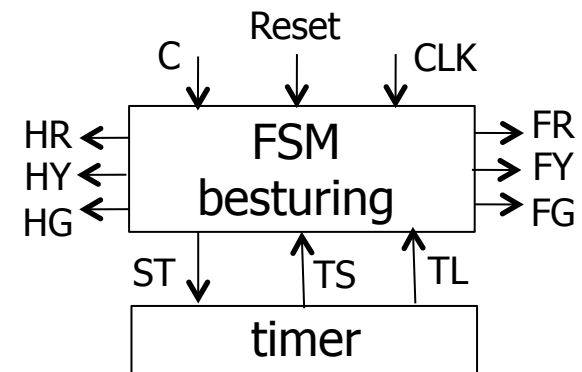 Reset
C
CLK
HR
HY
HG
FSM
besturing
FR
FY
FG
ST
TS
TL
timer